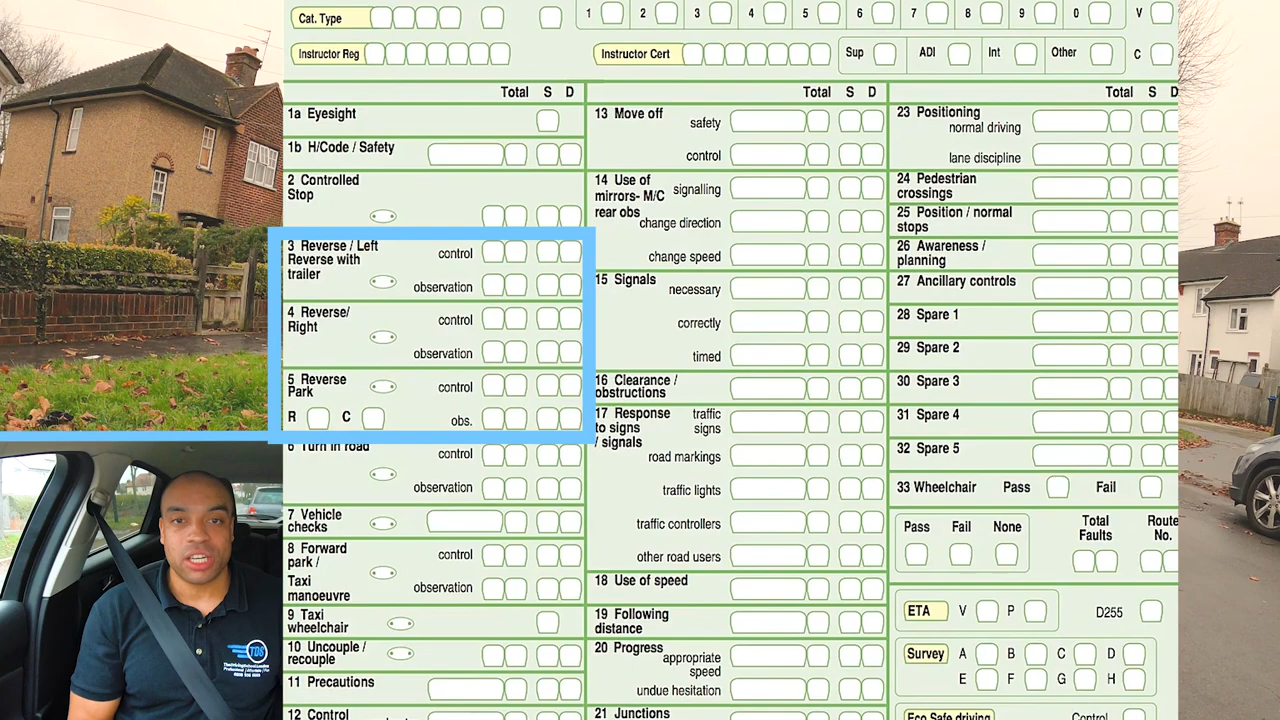 Cat. Type
1 2 3 4 5 6 7 8 9 0 V
Instructor Reg
Instructor Cert
Sup ADI Int Other C
Total S D
1a Eyesight
1b H/Code / Safety
2 Controlled
Stop
3 Reverse / Left
Reverse with
trailer
control
observation
4 Reverse/
Right
control
observation
5 Reverse
Park
control
R C obs.
6 Turn in road
control
observation
7 Vehicle
checks
8 Forward
park /
Taxi
manoeuvre
control
observation
9 Taxi
wheelchair
10 Uncouple /
recouple
11 Precautions
12 Control
Total S D
13 Move off
safety
control
14 Use of
mirrors- M/C
rear obs
signalling
change direction
change speed
15 Signals
necessary
correctly
timed
16 Clearance /
obstructions
17 Response
to signs
/ signals
traffic
signs
road markings
traffic lights
traffic controllers
other road users
18 Use of speed
19 Following
distance
20 Progress
appropriate
speed
undue hesitation
21 Junctions
Total S D
23 Positioning
normal driving
lane discipline
24 Pedestrian
crossings
25 Position / normal
stops
26 Awareness /
planning
27 Ancillary controls
28 Spare 1
29 Spare 2
30 Spare 3
31 Spare 4
32 Spare 5
33 Wheelchair Pass Fail
Pass Fail None
Total
Faults
Route
No.
ETA V P D255
Survey A B C D
E F G H
Eco Safe driving Control
TDS